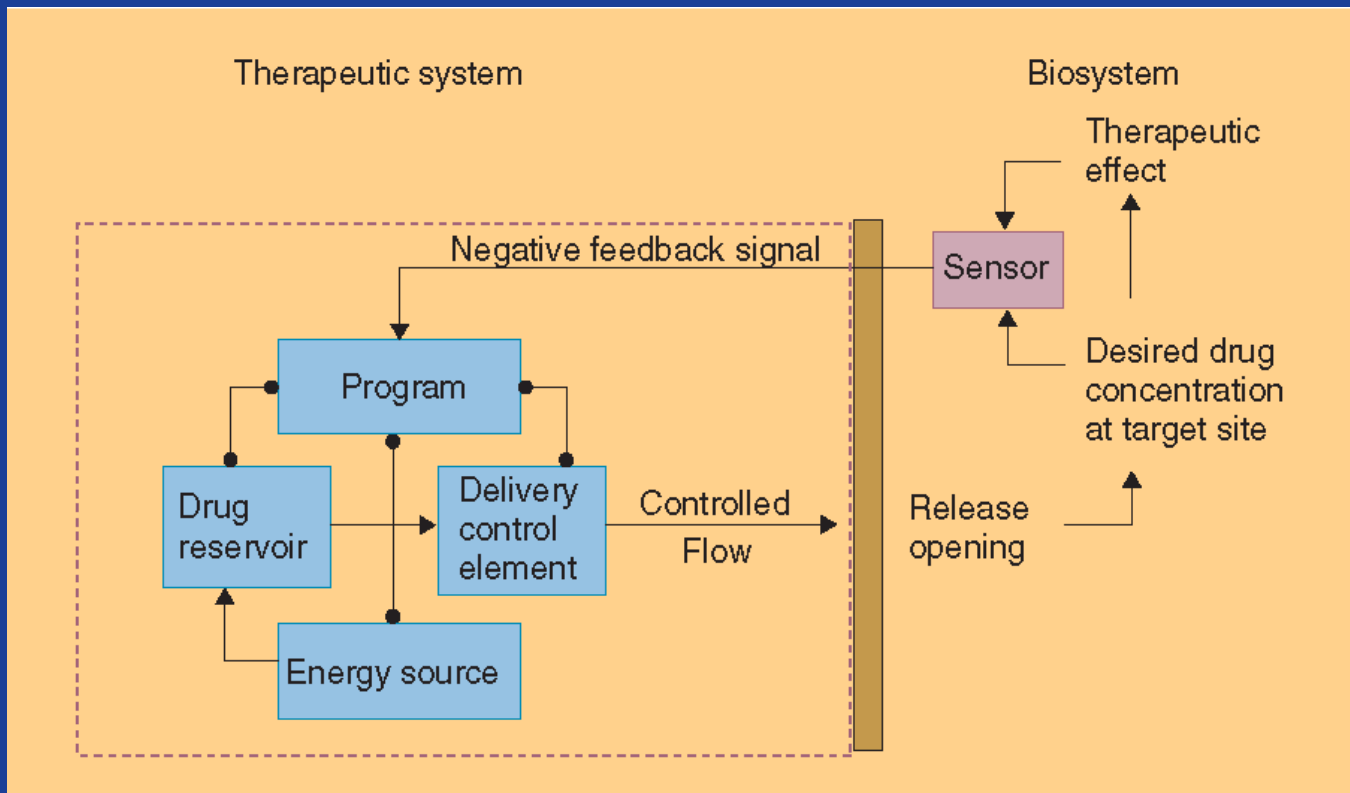 Therapeutic system
Biosystem
Therapeutic
effect
Negative feedback signal
Sensor
Program
Desired drug
concentration
at target site
Drug
reservoir
Delivery
control
element
Controlled
Flow
Release
opening
Energy source